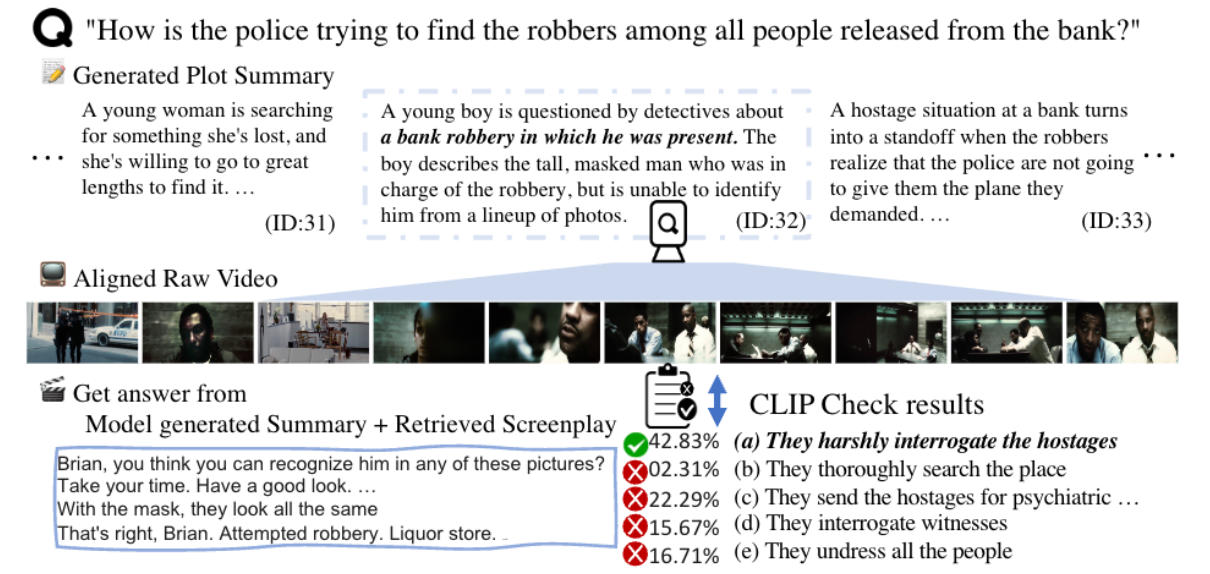 Q "How is the police trying to find the robbers among all people released from the bank?"
Generated Plot Summary
A young woman is searching
for something she's lost, and
she's willing to go to great
lengths to find it. …
(ID:31)
A young boy is questioned by detectives about
a bank robbery in which he was present. The
boy describes the tall, masked man who was in
charge of the robbery, but is unable to identify
him from a lineup of photos.
(ID:32)
A hostage situation at a bank turns
into a standoff when the robbers
realize that the police are not going
to give them the plane they
demanded. …
(ID:33)
Aligned Raw Video
Get answer from
Model generated Summary + Retrieved Screenplay
Brian, you think you can recognize him in any of these pictures?
Take your time. Have a good look. …
With the mask, they look all the same
That's right, Brian. Attempted robbery. Liquor store.
CLIP Check results
42.83% (a) They harshly interrogate the hostages
02.31% (b) They thoroughly search the place
22.29% (c) They send the hostages for psychiatric …
15.67% (d) They interrogate witnesses
16.71% (e) They undress all the people